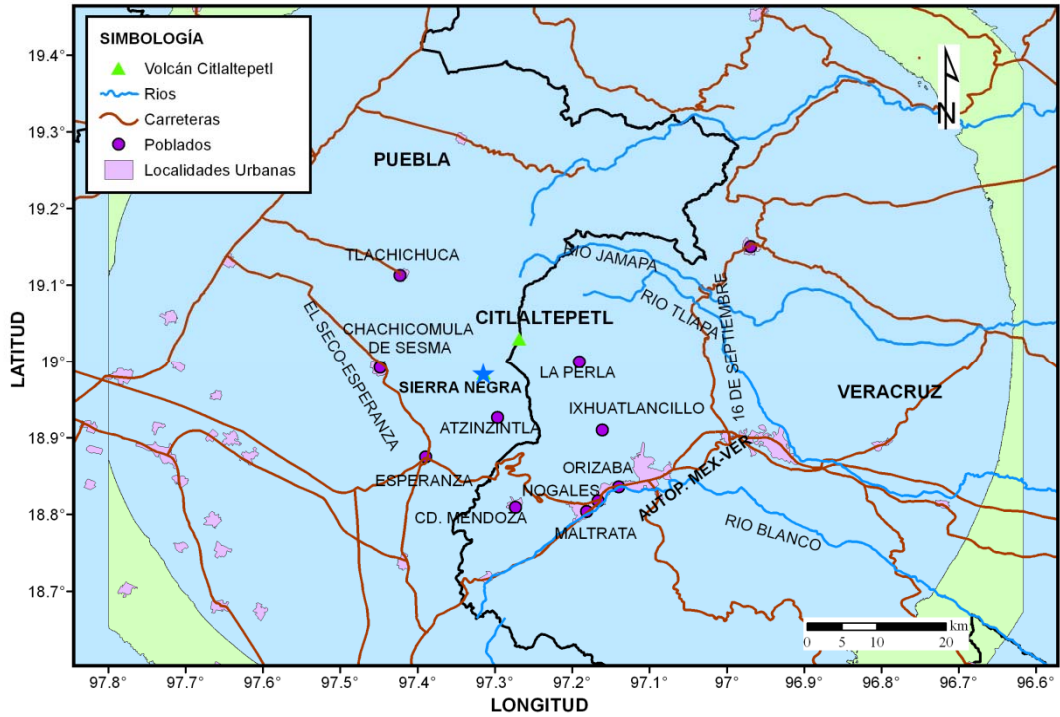 SIMBOLOGÍA
Volcán Citlaltepetl
Rios
Carreteras
Poblados
Localidades Urbanas
N
PUEBLA
TLACHICHUCA
RIO JAMAPA
RIO TLIAPA
16 DE SEPTIEMBRE
EL SECO-ESPERANZA
CHACHICOMULA
DE SESMA
CITLALTEPETL
SIERRA NEGRA
LA PERLA
VERACRUZ
ATZINZINTLA
IXHUATLANCILLO
ESPERANZA
ORIZABA
NOGALES
AUTOP. MEX-VER
CD. MENDOZA
MALTRATA
RIO BLANCO
km
0 5 10 20
LATITUD
19.4°
19.3°
19.2°
19.1°
19°
18.9°
18.8°
18.7°
97.8 97.7° 97.6° 97.5° 97.4° 97.3° 97.2° 97.1° 97° 96.9° 96.8° 96.7° 96.6°
LONGITUD